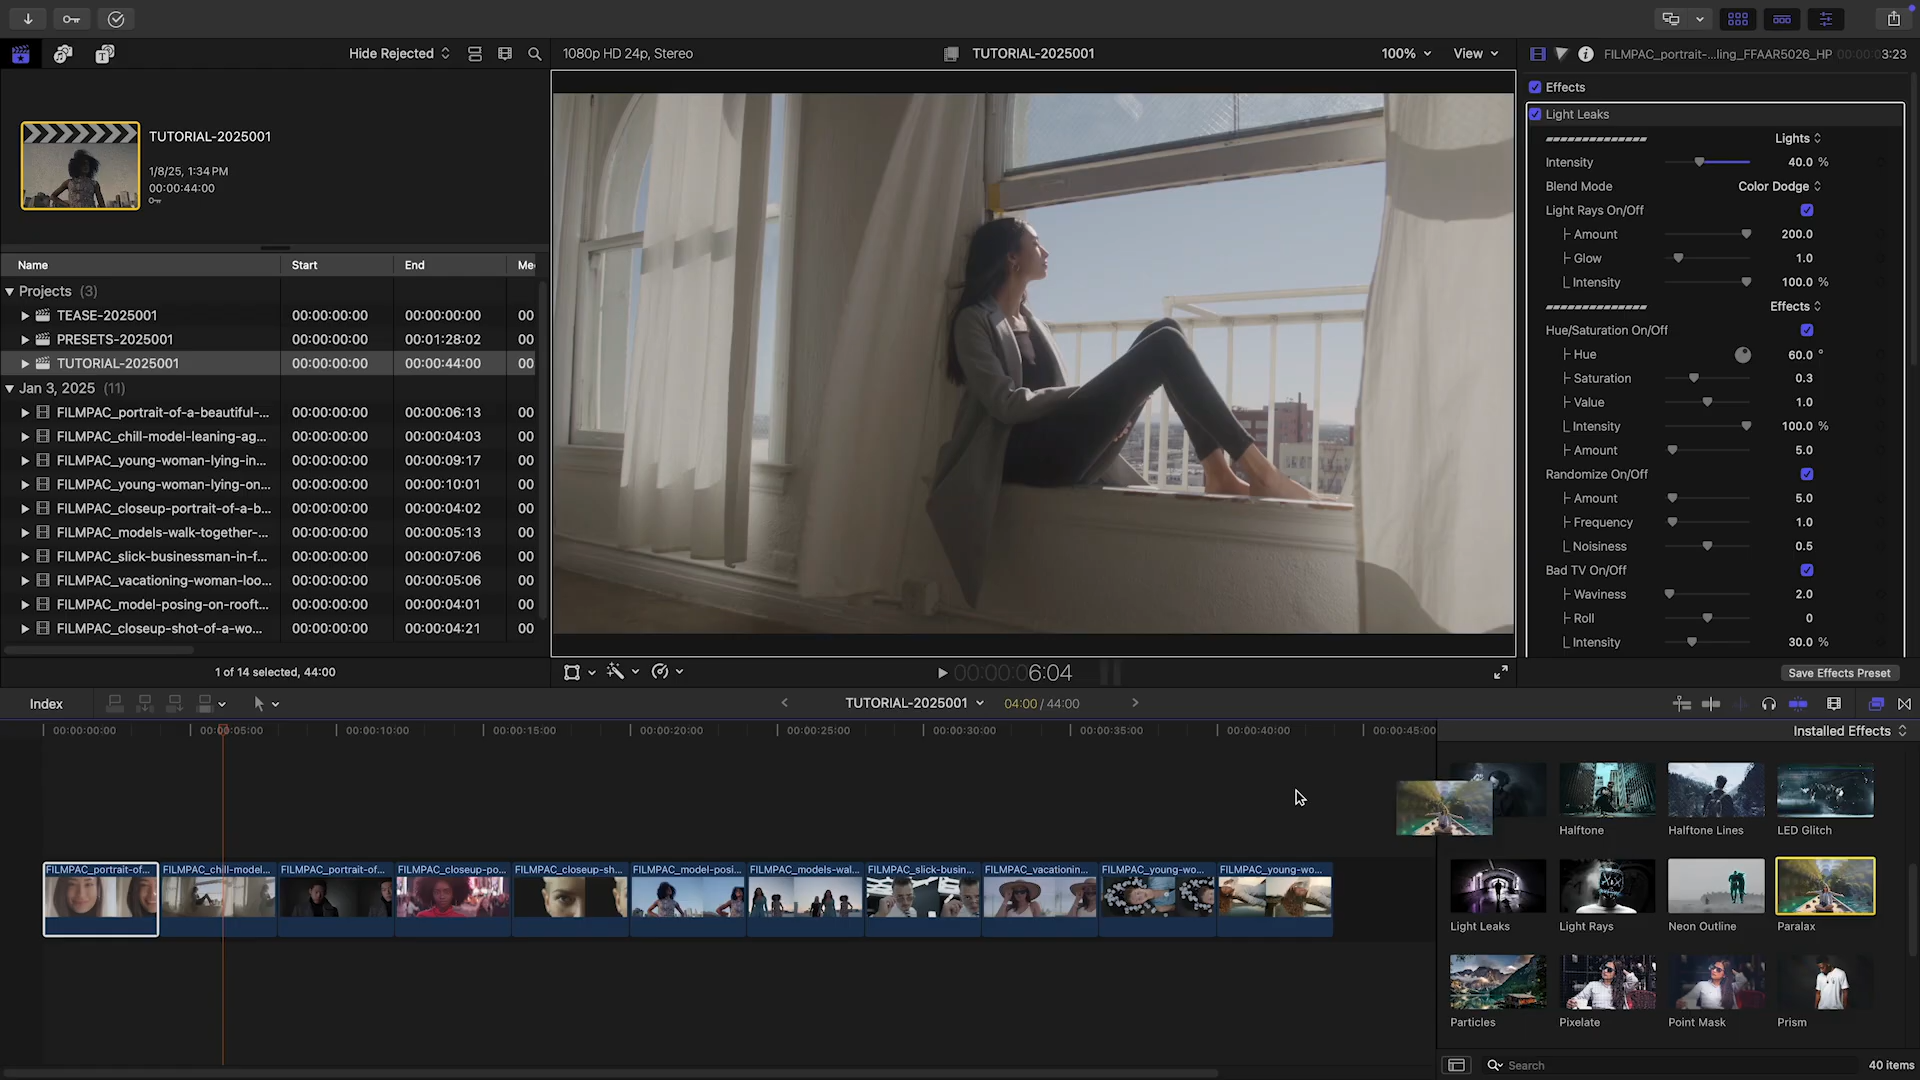 Hide Rejected
1080p HD 24p, Stereo
TUTORIAL-2025001
100%
View
FILMPAC_portrait-...ling_FFAAR5026_HP
00:00:03:23
TUTORIAL-2025001
1/8/25, 1:34 PM
00:00:44:00
Name Start End Me
Projects (3)
TEASE-2025001 00:00:00:00 00:00:00:00 00
PRESETS-2025001 00:00:00:00 00:01:28:02 00
TUTORIAL-2025001 00:00:00:00 00:00:44:00 00
Jan 3, 2025 (11)
FILMPAC_portrait-of-a-beautiful-... 00:00:00:00 00:00:06:13 00
FILMPAC_chill-model-leaning-ag... 00:00:00:00 00:00:04:03 00
FILMPAC_young-woman-lying-in... 00:00:00:00 00:00:09:17 00
FILMPAC_young-woman-lying-on... 00:00:00:00 00:00:10:01 00
FILMPAC_closeup-portrait-of-a-b... 00:00:00:00 00:00:04:02 00
FILMPAC_models-walk-together-... 00:00:00:00 00:00:05:13 00
FILMPAC_slick-businessman-in-f... 00:00:00:00 00:00:07:06 00
FILMPAC_vacationing-woman-loo... 00:00:00:00 00:00:05:06 00
FILMPAC_model-posing-on-rooft... 00:00:00:00 00:00:04:01 00
FILMPAC_closeup-shot-of-a-wo... 00:00:00:00 00:00:04:21 00
1 of 14 selected, 44:00
00:00:06:04
Effects
Light Leaks
Lights
Intensity 40.0 %
Blend Mode Color Dodge
Light Rays On/Off
Amount 200.0
Glow 1.0
Intensity 100.0 %
Effects
Hue/Saturation On/Off
Hue 60.0 °
Saturation 0.3
Value 1.0
Intensity 100.0 %
Amount 5.0
Randomize On/Off
Amount 5.0
Frequency 1.0
Noisiness 0.5
Bad TV On/Off
Waviness 2.0
Roll 0
Intensity 30.0 %
Save Effects Preset
Index
TUTORIAL-2025001
04:00 / 44:00
00:00:00:00 00:00:05:00 00:00:10:00 00:00:15:00 00:00:20:00 00:00:25:00 00:00:30:00 00:00:35:00 00:00:40:00 00:00:45:00
FILMPAC_portrait-of... FILMPAC_chill-model... FILMPAC_portrait-of... FILMPAC_closeup-po... FILMPAC_closeup-sh... FILMPAC_model-posi... FILMPAC_models-wal... FILMPAC_slick-busin... FILMPAC_vacationin... FILMPAC_young-wo... FILMPAC_young-wo...
Installed Effects
Halftone Halftone Lines LED Glitch
Light Leaks Light Rays Neon Outline Paralax
Particles Pixelate Point Mask Prism
Search
40 items